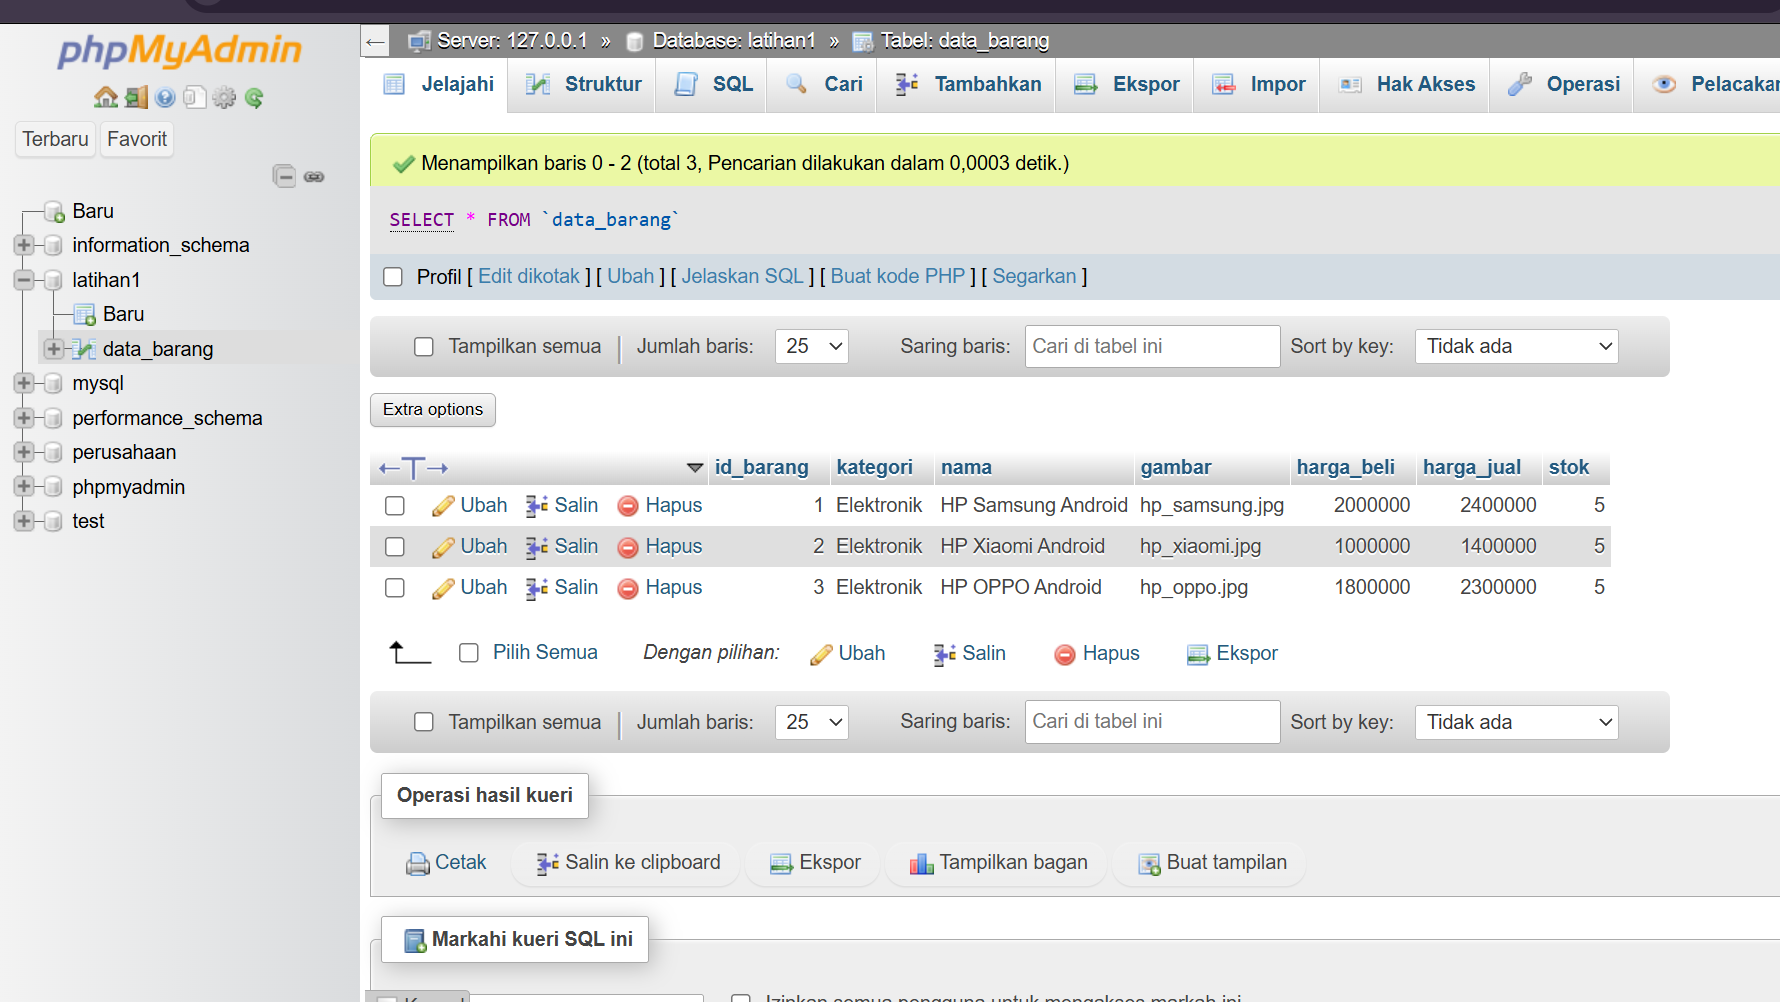 phpMyAdmin
Terbaru Favorit
Baru
information_schema
latihan1
Baru
data_barang
mysql
performance_schema
perusahaan
phpmyadmin
test
Server: 127.0.0.1 » Database: latihan1 » Tabel: data_barang
Jelajahi Struktur SQL Cari Tambahkan Ekspor Impor Hak Akses Operasi
Menampilkan baris 0 - 2 (total 3, Pencarian dilakukan dalam 0,0003 detik.)
SELECT * FROM `data_barang`
Profil [ Edit dikotak ] [ Ubah ] [ Jelaskan SQL ] [ Buat kode PHP ] [ Segarkan ]
Tampilkan semua | Jumlah baris: 25 Saring baris: Cari di tabel ini Sort by key: Tidak ada
Extra options
←T→ id_barang kategori nama gambar harga_beli harga_jual stok
Ubah Salin Hapus 1 Elektronik HP Samsung Android hp_samsung.jpg 2000000 2400000 5
Ubah Salin Hapus 2 Elektronik HP Xiaomi Android hp_xiaomi.jpg 1000000 1400000 5
Ubah Salin Hapus 3 Elektronik HP OPPO Android hp_oppo.jpg 1800000 2300000 5
Pilih Semua Dengan pilihan: Ubah Salin Hapus Ekspor
Tampilkan semua | Jumlah baris: 25 Saring baris: Cari di tabel ini Sort by key: Tidak ada
Operasi hasil kueri
Cetak Salin ke clipboard Ekspor Tampilkan bagan Buat tampilan
Markahi kueri SQL ini
Izinkan semua pengguna untuk mengakses markah ini